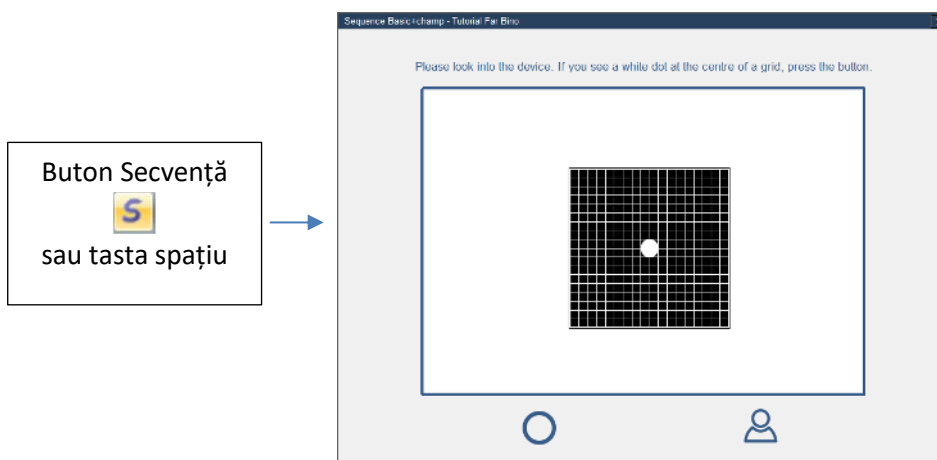 Sequence Basic+champ - Tutorial Far Bino
Please look into the device. If you see a white dot at the centre of a grid, press the button.
Buton Secvență
S
sau tasta spațiu